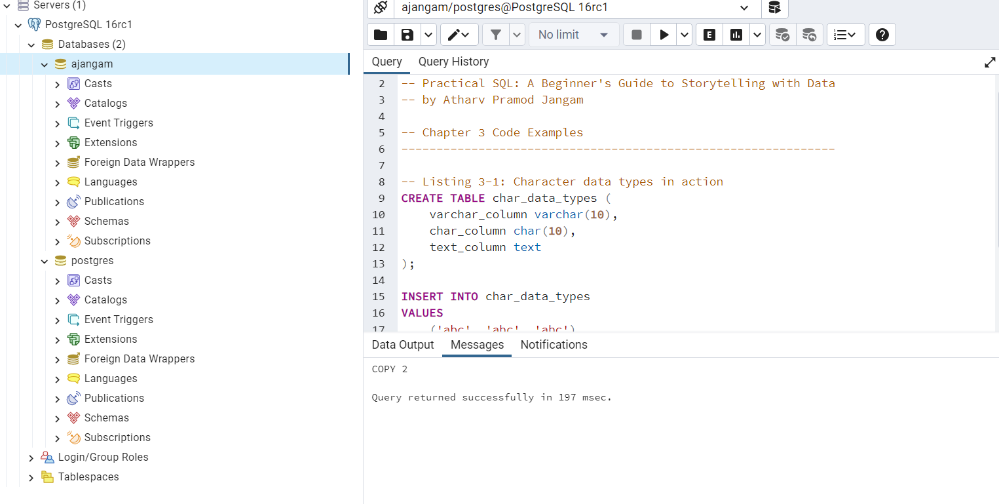 Servers (1)
PostgreSQL 16rc1
Databases (2)
ajangam
Casts
Catalogs
Event Triggers
Extensions
Foreign Data Wrappers
Languages
Publications
Schemas
Subscriptions
postgres
Casts
Catalogs
Event Triggers
Extensions
Foreign Data Wrappers
Languages
Publications
Schemas
Subscriptions
Login/Group Roles
Tablespaces
ajangam/postgres@PostgreSQL 16rc1
No limit E
Query Query History
2 -- Practical SQL: A Beginner's Guide to Storytelling with Data
3 -- by Atharv Pramod Jangam
4
5 -- Chapter 3 Code Examples
6 --------------------------------------------------------------
7
8 -- Listing 3-1: Character data types in action
9 CREATE TABLE char_data_types (
10 varchar_column varchar(10),
11 char_column char(10),
12 text_column text
13 );
14
15 INSERT INTO char_data_types
16 VALUES
17 ('abc', 'abc', 'abc')
Data Output Messages Notifications
COPY 2
Query returned successfully in 197 msec.